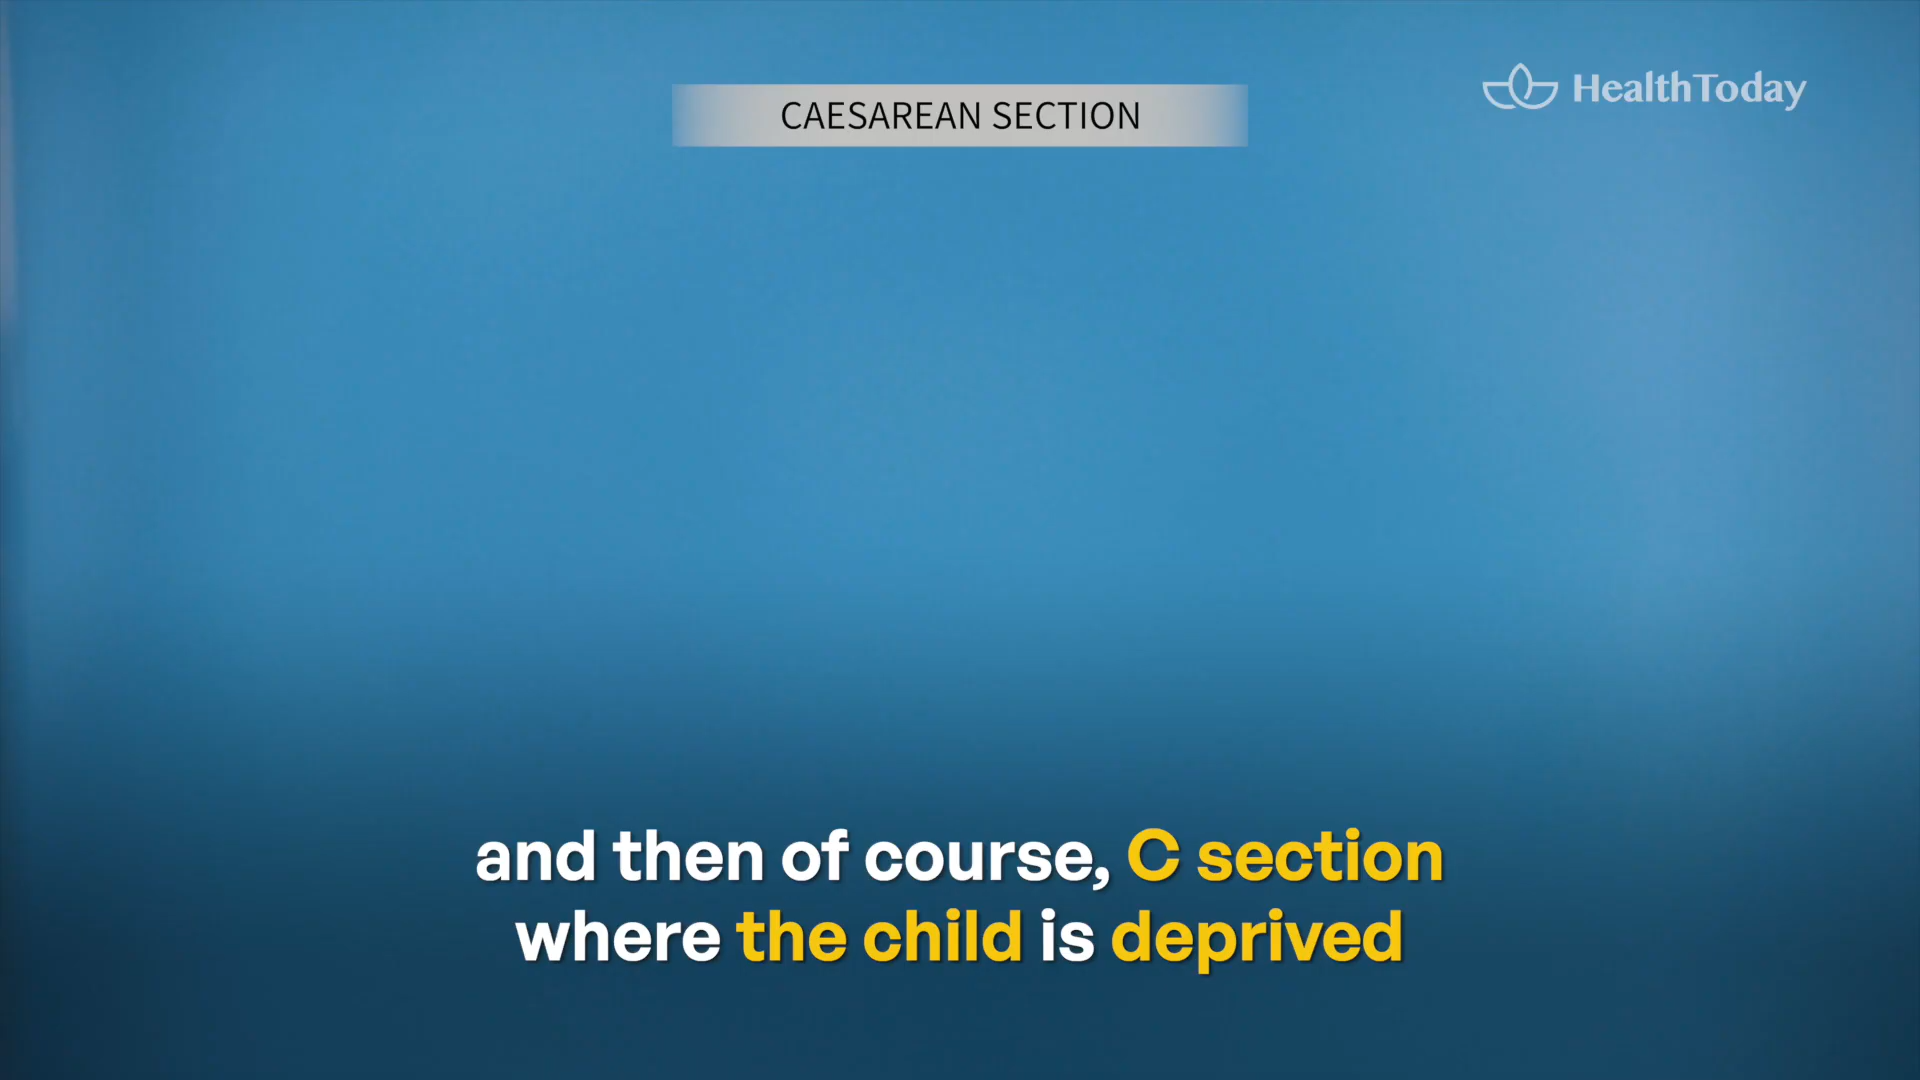 CAESAREAN SECTION
HealthToday
and then of course, C section
where the child is deprived